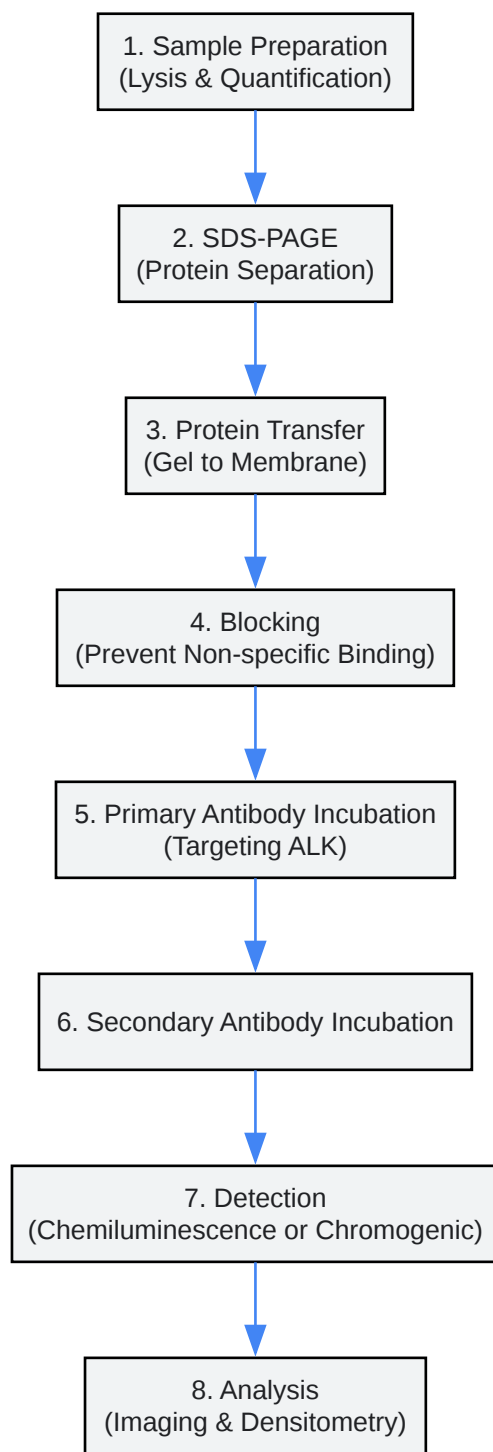 1. Sample Preparation
(Lysis & Quantification)
2. SDS-PAGE
(Protein Separation)
3. Protein Transfer
(Gel to Membrane)
4. Blocking
(Prevent Non-specific Binding)
5. Primary Antibody Incubation
(Targeting ALK)
6. Secondary Antibody Incubation
7. Detection
(Chemiluminescence or Chromogenic)
8. Analysis
(Imaging & Densitometry)